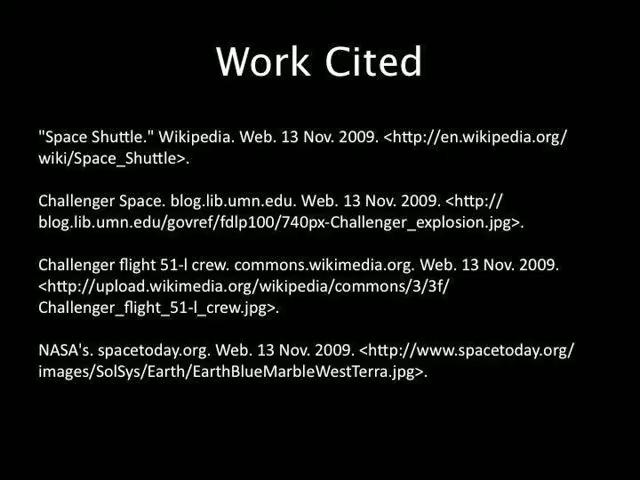 Work Cited
"Space Shuttle." Wikipedia. Web. 13 Nov. 2009. <http://en.wikipedia.org/
wiki/Space_Shuttle>.
Challenger Space. blog.lib.umn.edu. Web. 13 Nov. 2009. <http://
blog.lib.umn.edu/govref/fdlp100/740px-Challenger_explosion.jpg>.
Challenger flight 51-l crew. commons.wikimedia.org. Web. 13 Nov. 2009.
<http://upload.wikimedia.org/wikipedia/commons/3/3f/
Challenger_flight_51-l_crew.jpg>.
NASA's. spacetoday.org. Web. 13 Nov. 2009. <http://www.spacetoday.org/
images/SolSys/Earth/EarthBlueMarbleWestTerra.jpg>.